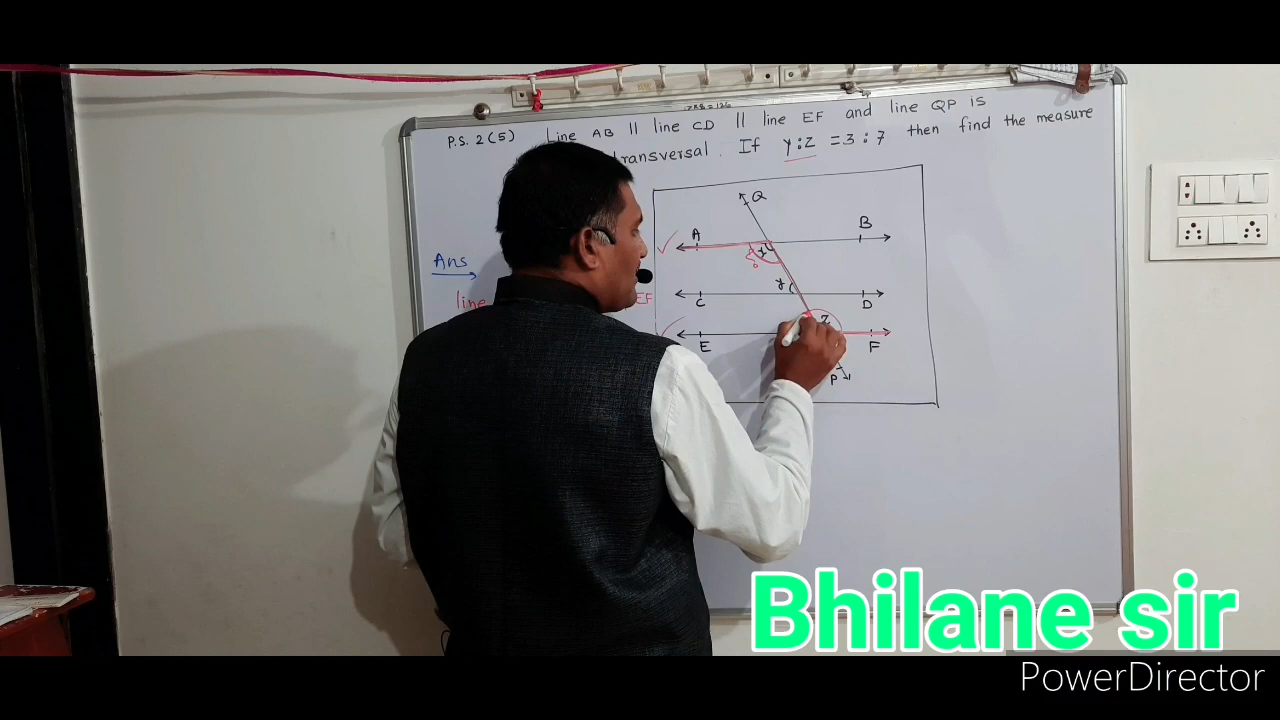 P.S. 2(5) Line AB || line CD || line EF and line QP is
transversal. If y:z = 3:7 then find the measure
Q
A
B
x
y
C
D
z
E
F
P
Ans
line
EF
Bhilane sir
PowerDirector